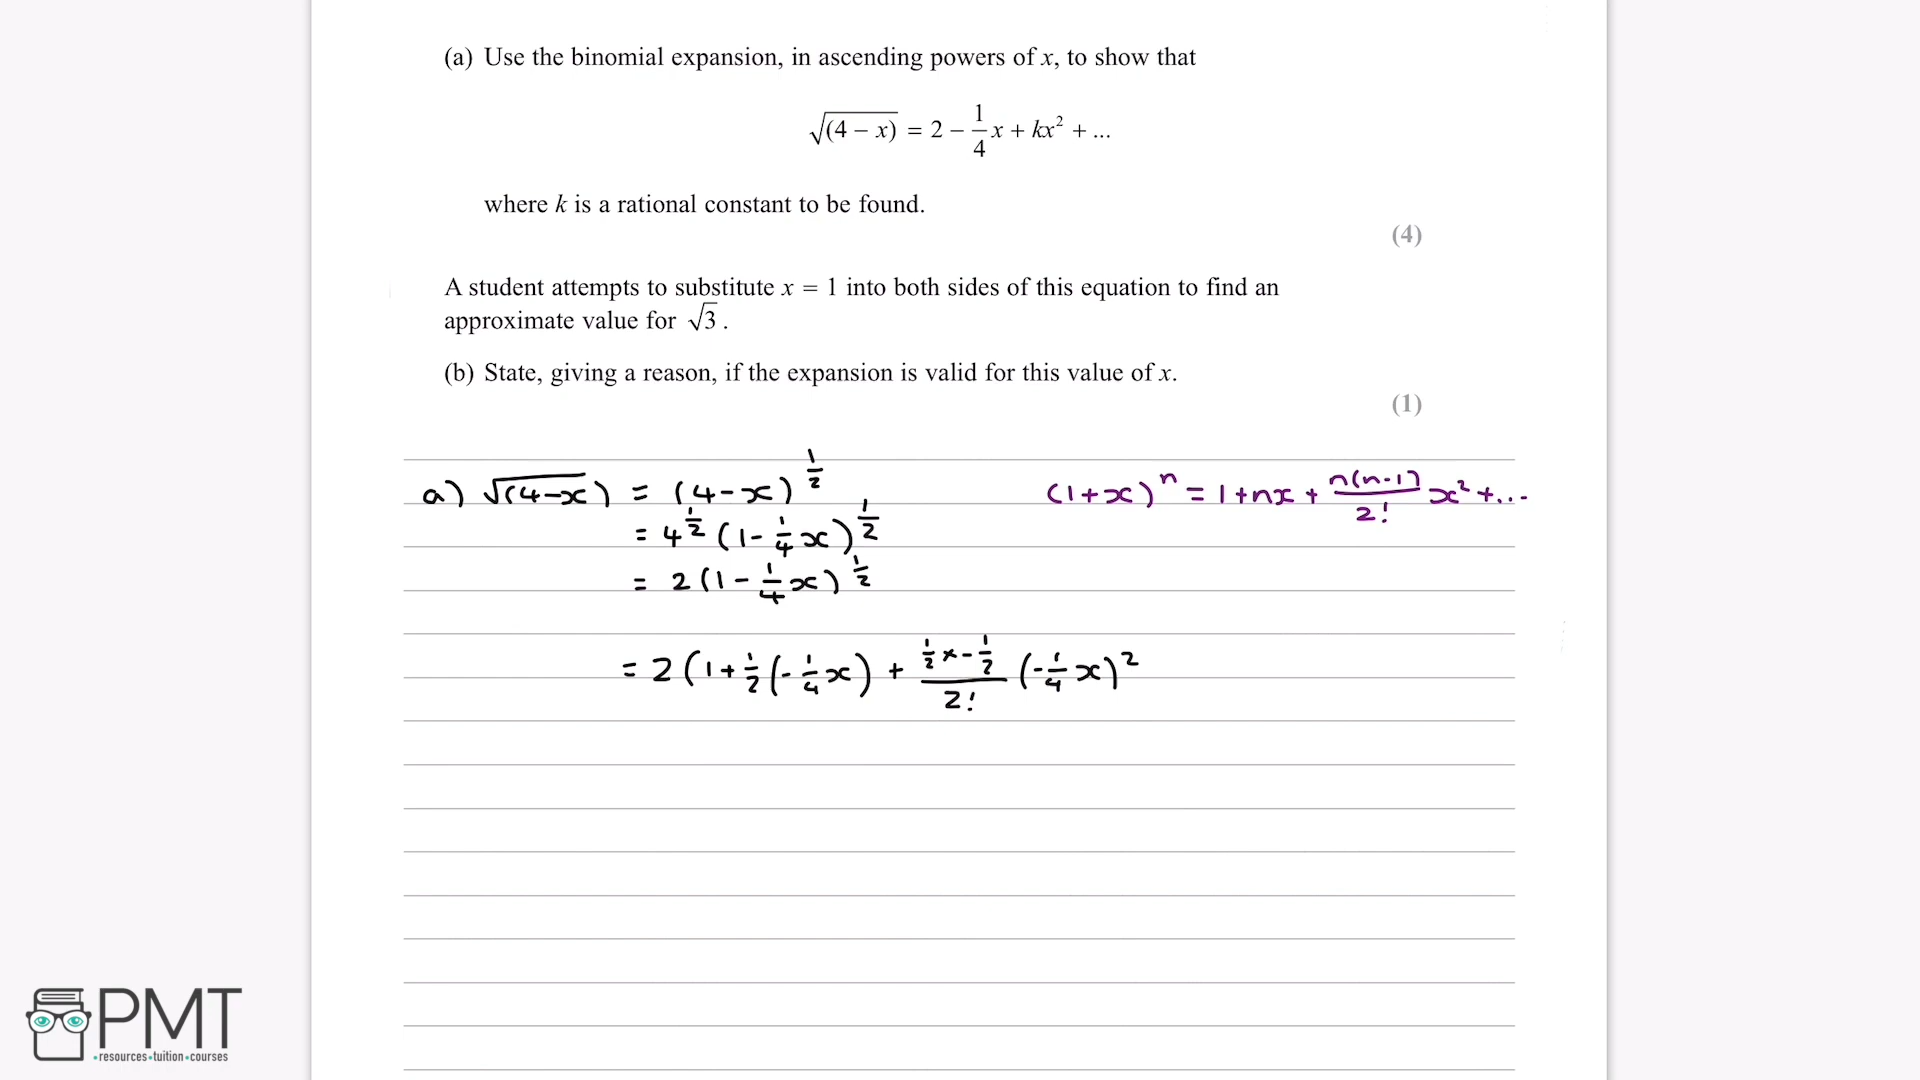 (a) Use the binomial expansion, in ascending powers of x, to show that
√(4 – x) = 2 – 1/4 x + kx² + ...
where k is a rational constant to be found.
(4)
A student attempts to substitute x = 1 into both sides of this equation to find an
approximate value for √3 .
(b) State, giving a reason, if the expansion is valid for this value of x.
(1)
a) √(4-x) = (4-x)^1/2
(1+x)^n = 1+nx+ n(n-1)/2! x² +...
= 4^1/2 (1- 1/4 x)^1/2
= 2(1- 1/4 x)^1/2
= 2(1+ 1/2 (- 1/4 x) + 1/2 x - 1/2 / 2! (- 1/4 x)²
PMT
•resources•tuition•courses